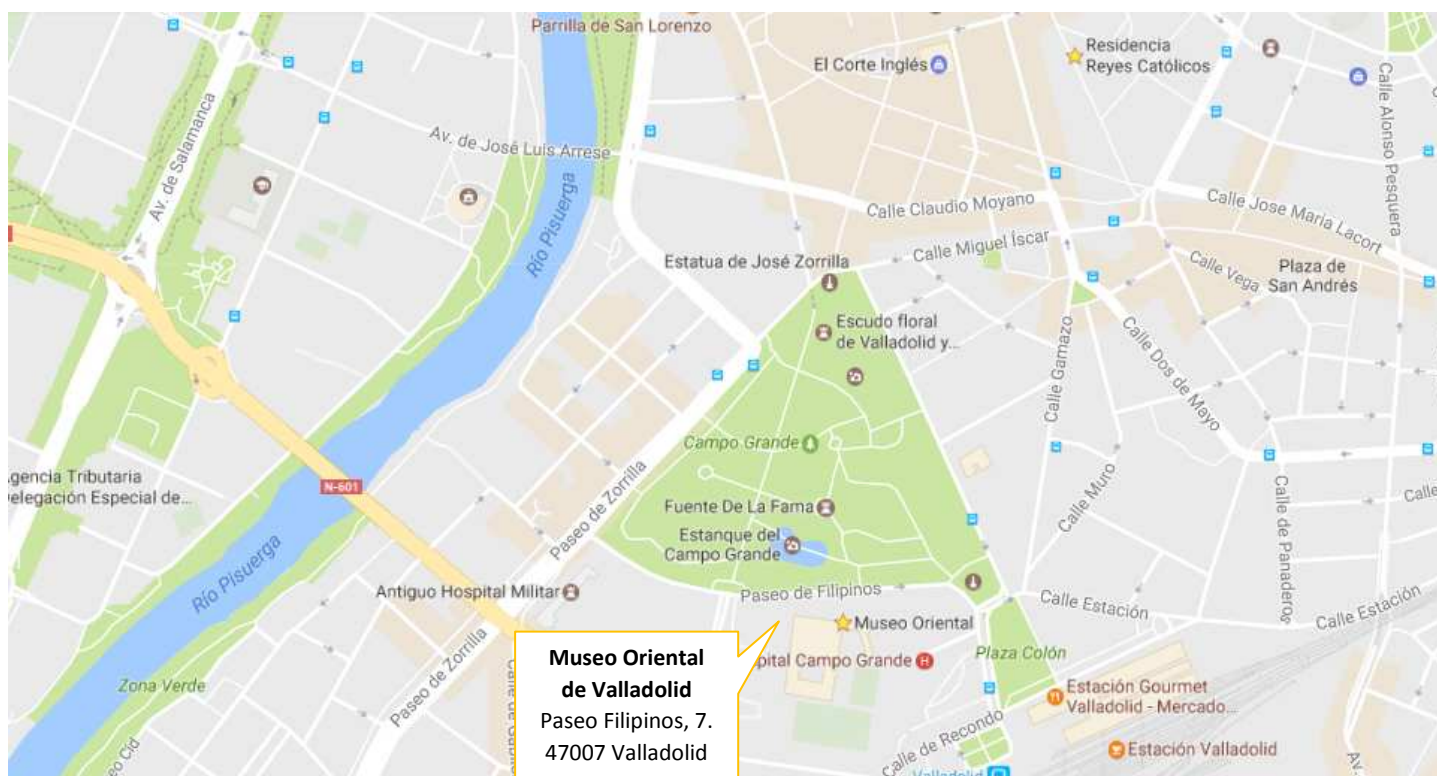 Parrilla de San Lorenzo
El Corte Inglés
Residencia
Reyes Católicos
Av. de Salamanca
Av. de José Luis Arrese
Río Pisuerga
Calle Alonso Pesquera
Calle Claudio Moyano
Calle Jose Maria Lacort
Calle Miguel Íscar
Calle Vega
Plaza de
San Andrés
Estatua de José Zorrilla
Escudo floral
de Valladolid y...
Calle Gamazo
Calle Dos de Mayo
Campo Grande
Agencia Tributaria
Delegación Especial de...
N-601
Paseo de Zorrilla
Calle Muro
Calle de Panaderos
Calle
Fuente De La Fama
Estanque del
Campo Grande
Río Pisuerga
Antiguo Hospital Militar
Paseo de Filipinos
Calle Estación
Calle Estación
Museo Oriental
pital Campo Grande
H
Plaza Colón
Zona Verde
Paseo de Zorrilla
Museo Oriental
de Valladolid
Paseo Filipinos, 7.
47007 Valladolid
Estación Gourmet
Valladolid - Mercado...
Calle de Recondo
Estación Valladolid
Valladolid
eo Cid
Av.